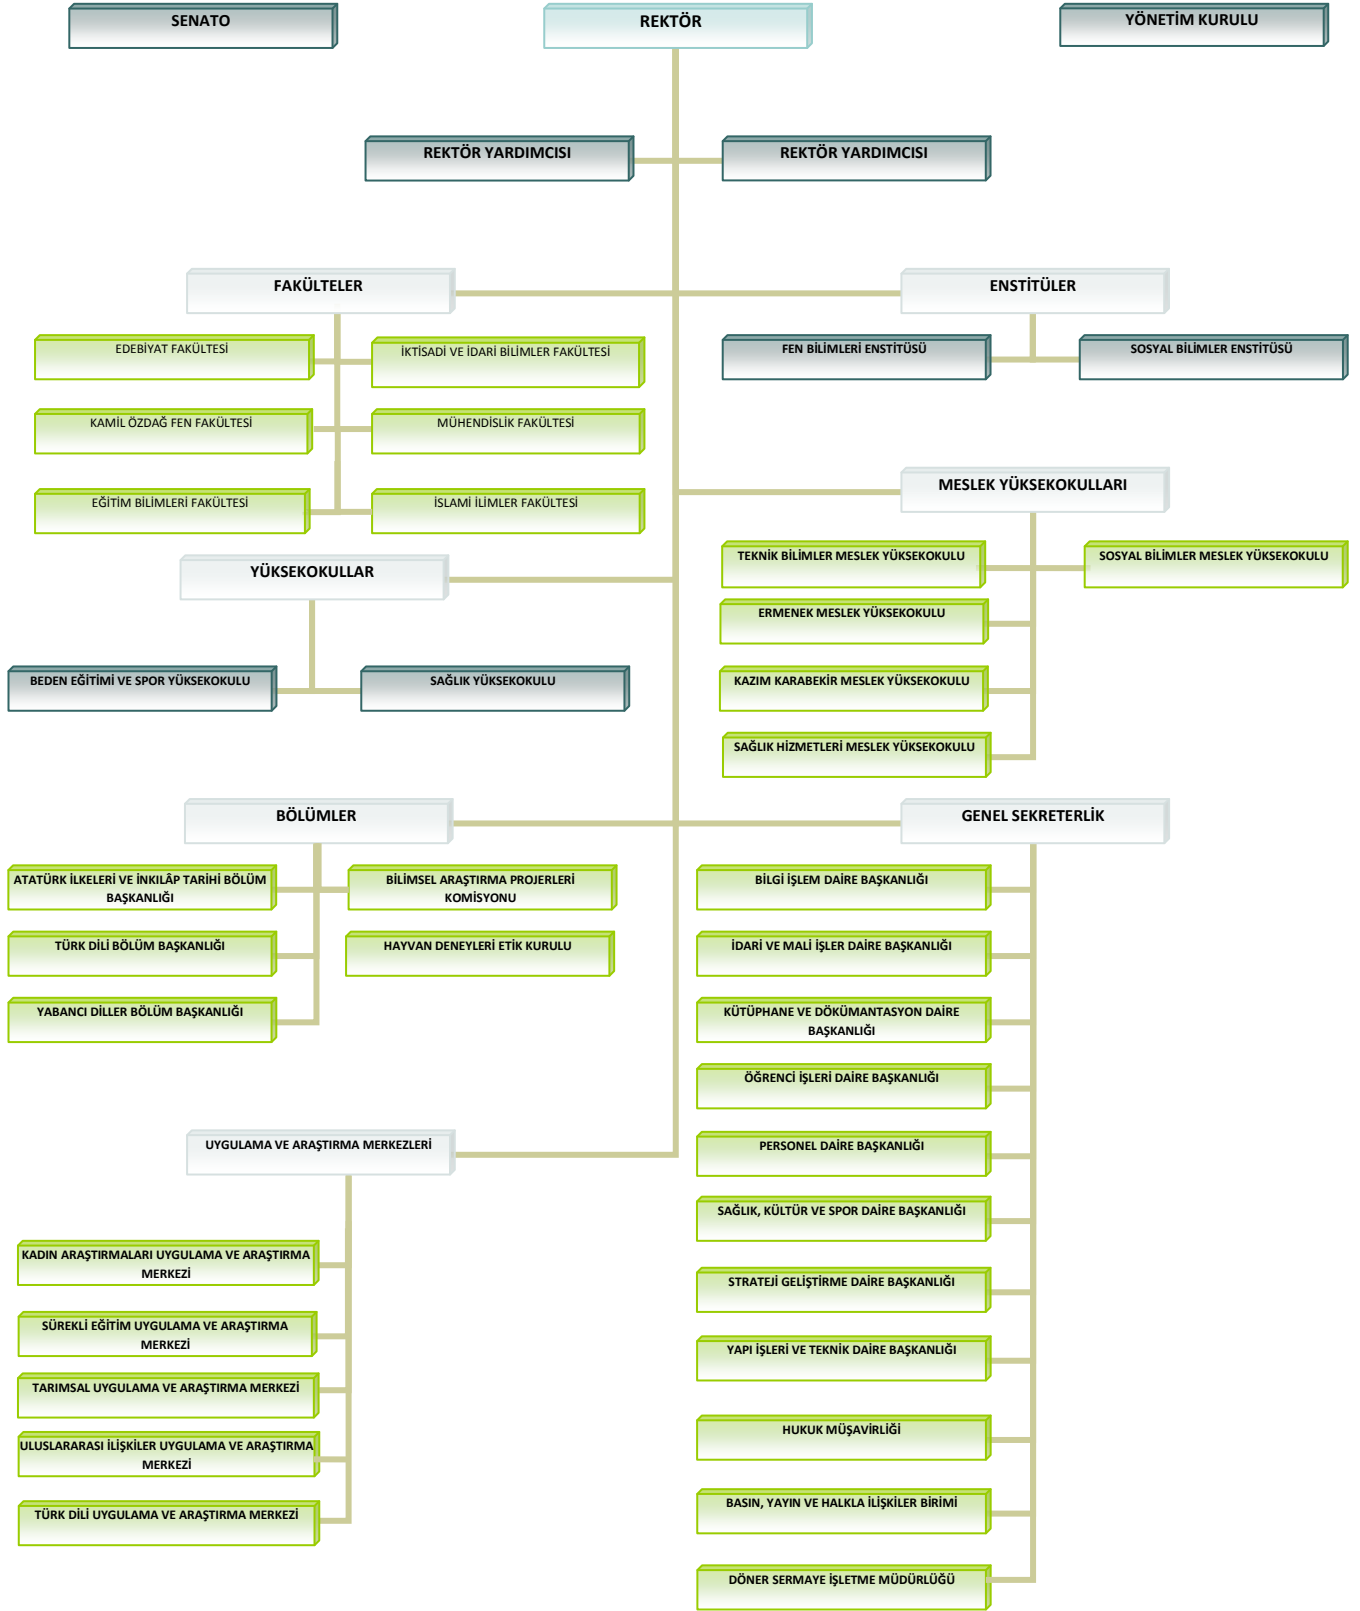 SENATO
REKTÖR
YÖNETİM KURULU
REKTÖR YARDIMCISI
REKTÖR YARDIMCISI
FAKÜLTELER
EDEBİYAT FAKÜLTESİ
İKTİSADİ VE İDARİ BİLİMLER FAKÜLTESİ
KAMİL ÖZDAĞ FEN FAKÜLTESİ
MÜHENDİSLİK FAKÜLTESİ
EĞİTİM BİLİMLERİ FAKÜLTESİ
İSLAMİ İLİMLER FAKÜLTESİ
ENSTİTÜLER
FEN BİLİMLERİ ENSTİTÜSÜ
SOSYAL BİLİMLER ENSTİTÜSÜ
MESLEK YÜKSEKOKULLARI
TEKNİK BİLİMLER MESLEK YÜKSEKOKULU
SOSYAL BİLİMLER MESLEK YÜKSEKOKULU
ERMENEK MESLEK YÜKSEKOKULU
KAZIM KARABEKİR MESLEK YÜKSEKOKULU
SAĞLIK HİZMETLERİ MESLEK YÜKSEKOKULU
YÜKSEKOKULLAR
BEDEN EĞİTİMİ VE SPOR YÜKSEKOKULU
SAĞLIK YÜKSEKOKULU
BÖLÜMLER
ATATÜRK İLKELERİ VE İNKILÂP TARİHİ BÖLÜM
BAŞKANLIĞI
BİLİMSEL ARAŞTIRMA PROJERLERİ
KOMİSYONU
TÜRK DİLİ BÖLÜM BAŞKANLIĞI
HAYVAN DENEYLERİ ETİK KURULU
YABANCI DİLLER BÖLÜM BAŞKANLIĞI
GENEL SEKRETERLİK
BİLGİ İŞLEM DAİRE BAŞKANLIĞI
İDARİ VE MALİ İŞLER DAİRE BAŞKANLIĞI
KÜTÜPHANE VE DÖKÜMANTASYON DAİRE
BAŞKANLIĞI
ÖĞRENCİ İŞLERİ DAİRE BAŞKANLIĞI
PERSONEL DAİRE BAŞKANLIĞI
SAĞLIK, KÜLTÜR VE SPOR DAİRE BAŞKANLIĞI
STRATEJİ GELİŞTİRME DAİRE BAŞKANLIĞI
YAPI İŞLERİ VE TEKNİK DAİRE BAŞKANLIĞI
HUKUK MÜŞAVİRLİĞİ
BASIN, YAYIN VE HALKLA İLİŞKİLER BİRİMİ
DÖNER SERMAYE İŞLETME MÜDÜRLÜĞÜ
UYGULAMA VE ARAŞTIRMA MERKEZLERİ
KADIN ARAŞTIRMALARI UYGULAMA VE ARAŞTIRMA
MERKEZİ
SÜREKLİ EĞİTİM UYGULAMA VE ARAŞTIRMA
MERKEZİ
TARIMSAL UYGULAMA VE ARAŞTIRMA MERKEZİ
ULUSLARARASI İLİŞKİLER UYGULAMA VE ARAŞTIRMA
MERKEZİ
TÜRK DİLİ UYGULAMA VE ARAŞTIRMA MERKEZİ